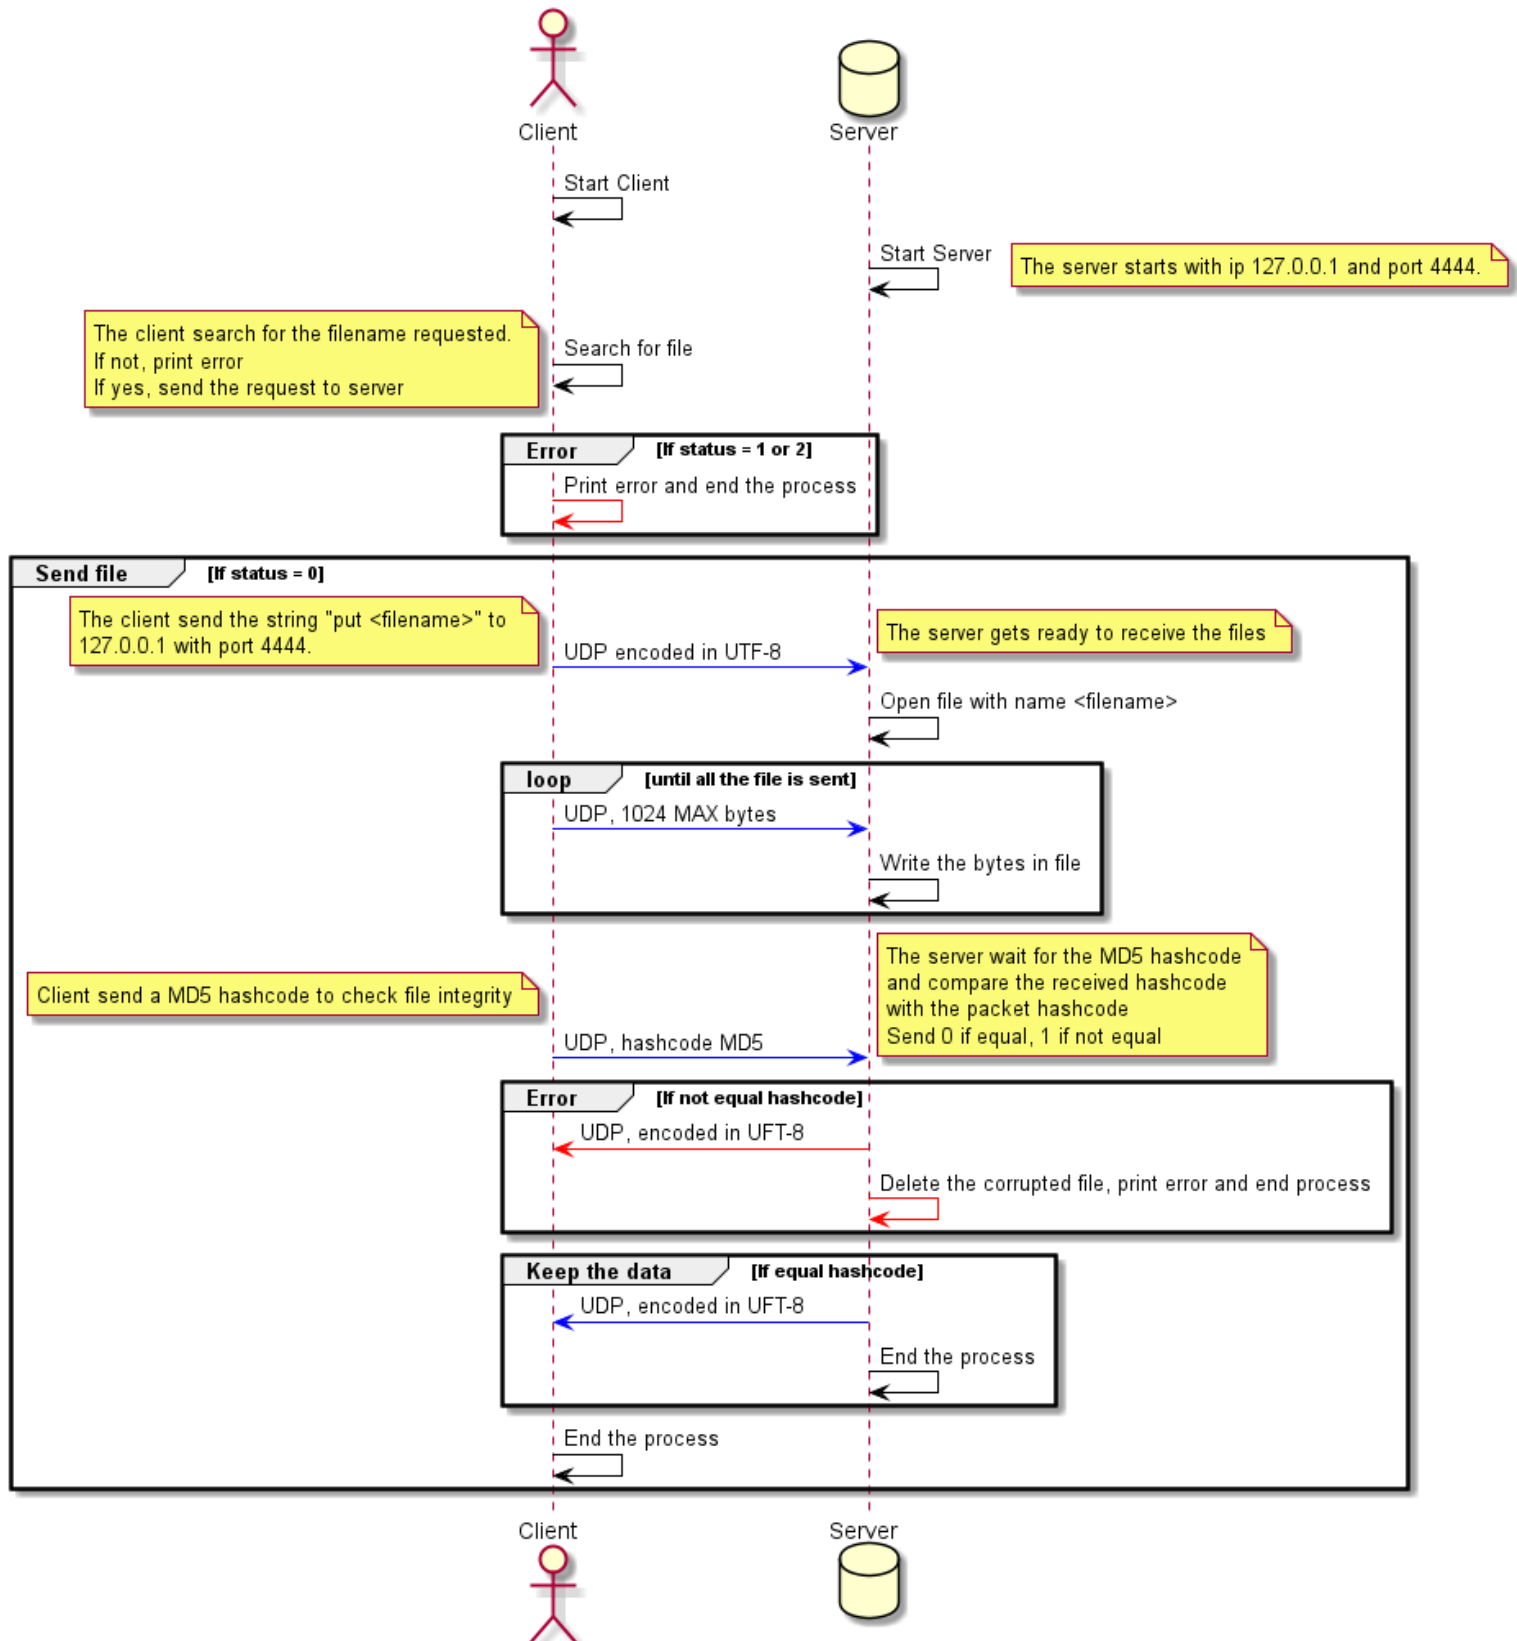 Client
Server
Start Client
Start Server
The server starts with ip 127.0.0.1 and port 4444.
The client search for the filename requested.
If not, print error
If yes, send the request to server
Search for file
Error
[If status = 1 or 2]
Print error and end the process
Send file
[If status = 0]
The client send the string "put <filename>" to
127.0.0.1 with port 4444.
UDP encoded in UTF-8
The server gets ready to receive the files
Open file with name <filename>
loop
[until all the file is sent]
UDP, 1024 MAX bytes
Write the bytes in file
Client send a MD5 hashcode to check file integrity
The server wait for the MD5 hashcode
and compare the received hashcode
with the packet hashcode
Send 0 if equal, 1 if not equal
UDP, hashcode MD5
Error
[If not equal hashcode]
UDP, encoded in UFT-8
Delete the corrupted file, print error and end process
Keep the data
[If equal hashcode]
UDP, encoded in UFT-8
End the process
End the process
Client
Server